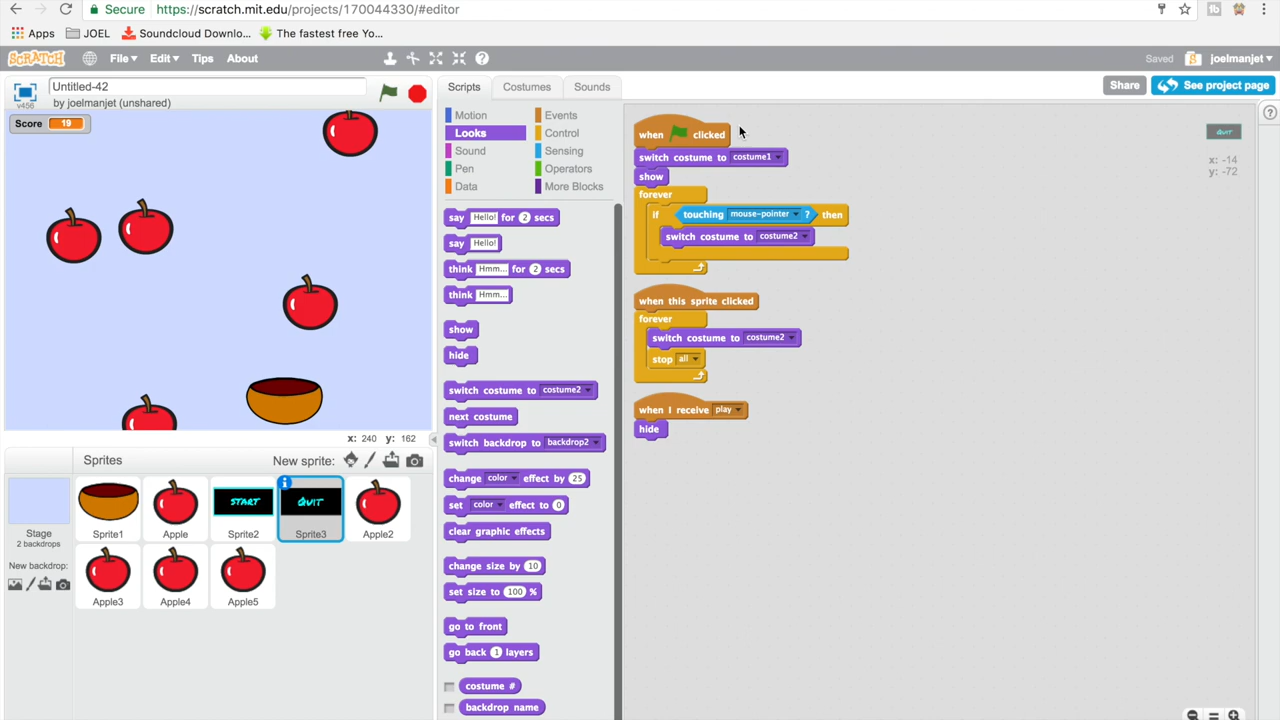 Secure https://scratch.mit.edu/projects/170044330/#editor
Apps JOEL Soundcloud Downlo... The fastest free Yo...
SCRATCH File Edit Tips About Saved joelmanjet
Untitled-42
v456 by joelmanjet (unshared)
Scripts Costumes Sounds
Share See project page
Score 19
Motion Events
Looks Control
Sound Sensing
Pen Operators
Data More Blocks
say Hello! for 2 secs
say Hello!
think Hmm... for 2 secs
think Hmm...
show
hide
switch costume to costume2
next costume
switch backdrop to backdrop2
change color effect by 25
set color effect to 0
clear graphic effects
change size by 10
set size to 100 %
go to front
go back 1 layers
costume #
backdrop name
when clicked
switch costume to costume1
show
forever
if touching mouse-pointer ? then
switch costume to costume2
when this sprite clicked
forever
switch costume to costume2
stop all
when I receive play
hide
QUIT
x: -14
y: -72
?
x: 240 y: 162
Sprites New sprite:
START QUIT
Stage
2 backdrops
New backdrop:
Sprite1 Apple Sprite2 Sprite3 Apple2
Apple3 Apple4 Apple5